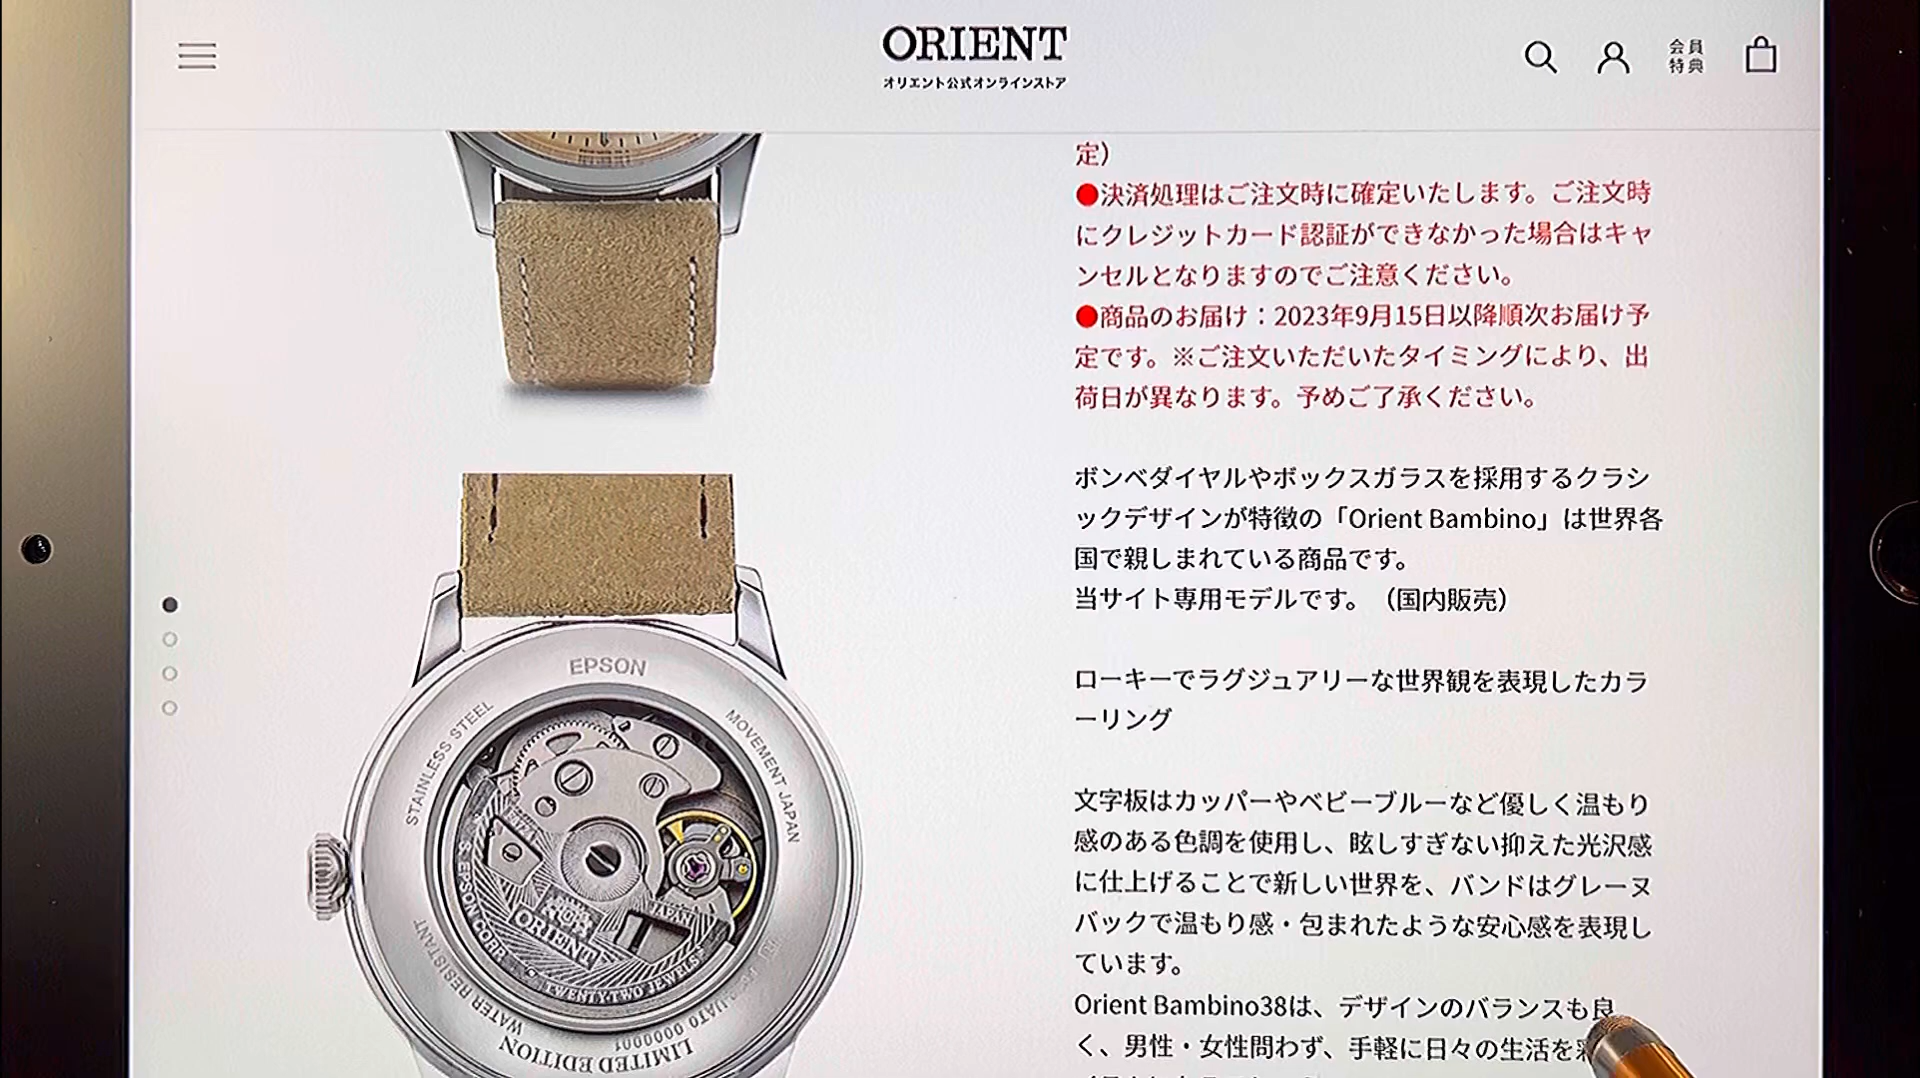 ORIENT
オリエント公式オンラインストア
会員
特典
定）
●決済処理はご注文時に確定いたします。ご注文時
にクレジットカード認証ができなかった場合はキャ
ンセルとなりますのでご注意ください。
●商品のお届け：2023年9月15日以降順次お届け予
定です。※ご注文いただいたタイミングにより、出
荷日が異なります。予めご了承ください。
ボンベダイヤルやボックスガラスを採用するクラシ
ックデザインが特徴の「Orient Bambino」は世界各
国で親しまれている商品です。
当サイト専用モデルです。（国内販売）
ローキーでラグジュアリーな世界観を表現したカラ
ーリング
文字板はカッパーやベビーブルーなど優しく温もり
感のある色調を使用し、眩しすぎない抑えた光沢感
に仕上げることで新しい世界を、バンドはグレーヌ
バックで温もり感・包まれたような安心感を表現し
ています。
Orient Bambino38は、デザインのバランスも良
く、男性・女性問わず、手軽に日々の生活を
EPSON
STAINLESS STEEL
MOVEMENT JAPAN
WATER RESISTANT
LIMITED EDITION
0000001
S. EPSON CORP.
ORIENT
JAPAN
TWENTY TWO JEWELS